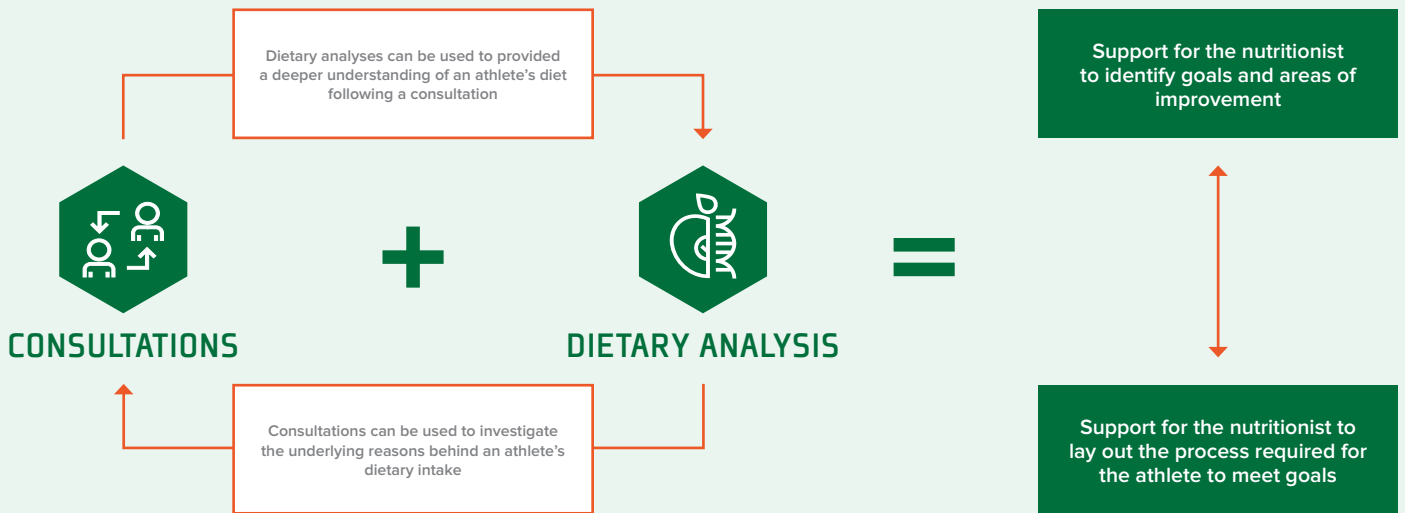 Dietary analyses can be used to provided
a deeper understanding of an athlete’s diet
following a consultation
Support for the nutritionist
to identify goals and areas of
improvement
+
=
CONSULTATIONS
DIETARY ANALYSIS
Consultations can be used to investigate
the underlying reasons behind an athlete’s
dietary intake
Support for the nutritionist to
lay out the process required for
the athlete to meet goals